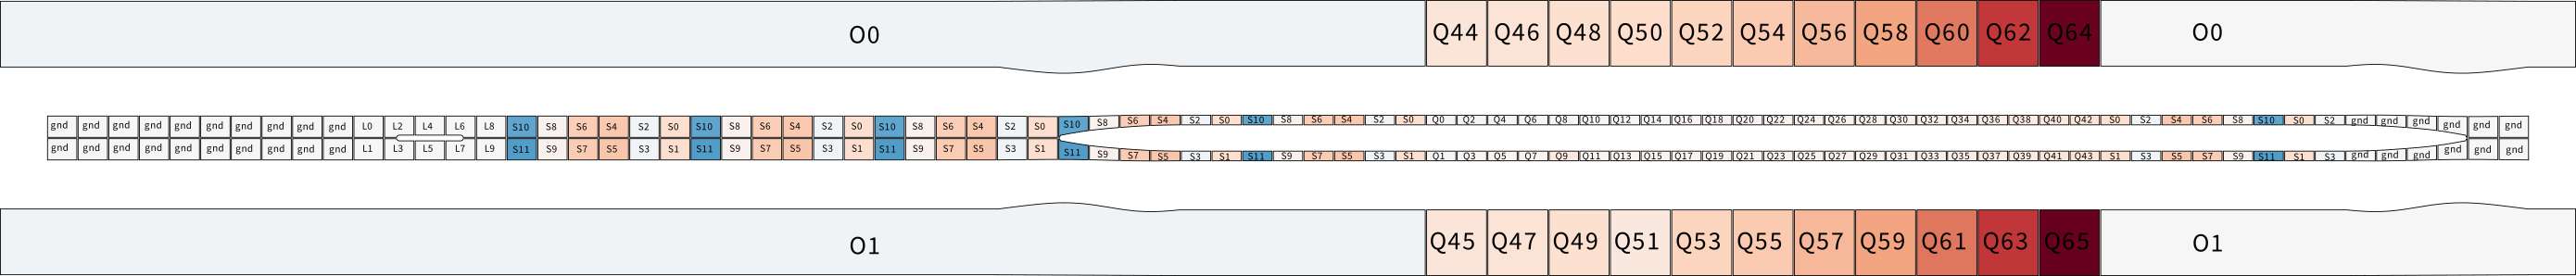 O0 Q44 Q46 Q48 Q50 Q52 Q54 Q56 Q58 Q60 Q62 Q64 O0
gnd gnd gnd gnd gnd gnd gnd gnd gnd gnd L0 L2 L4 L6 L8 S10 S8 S6 S4 S2 S0 S10 S8 S6 S4 S2 S0 S10 S8 S6 S4 S2 S0 S10 S8 S6 S4 S2 S0 S10 S8 S6 S4 S2 S0 Q0 Q2 Q4 Q6 Q8 Q10 Q12 Q14 Q16 Q18 Q20 Q22 Q24 Q26 Q28 Q30 Q32 Q34 Q36 Q38 Q40 Q42 S0 S2 S4 S6 S8 S10 S0 S2 gnd gnd gnd gnd gnd gnd
gnd gnd gnd gnd gnd gnd gnd gnd gnd gnd L1 L3 L5 L7 L9 S11 S9 S7 S5 S3 S1 S11 S9 S7 S5 S3 S1 S11 S9 S7 S5 S3 S1 S11 S9 S7 S5 S3 S1 S11 S9 S7 S5 S3 S1 Q1 Q3 Q5 Q7 Q9 Q11 Q13 Q15 Q17 Q19 Q21 Q23 Q25 Q27 Q29 Q31 Q33 Q35 Q37 Q39 Q41 Q43 S1 S3 S5 S7 S9 S11 S1 S3 gnd gnd gnd gnd gnd gnd
O1 Q45 Q47 Q49 Q51 Q53 Q55 Q57 Q59 Q61 Q63 Q65 O1